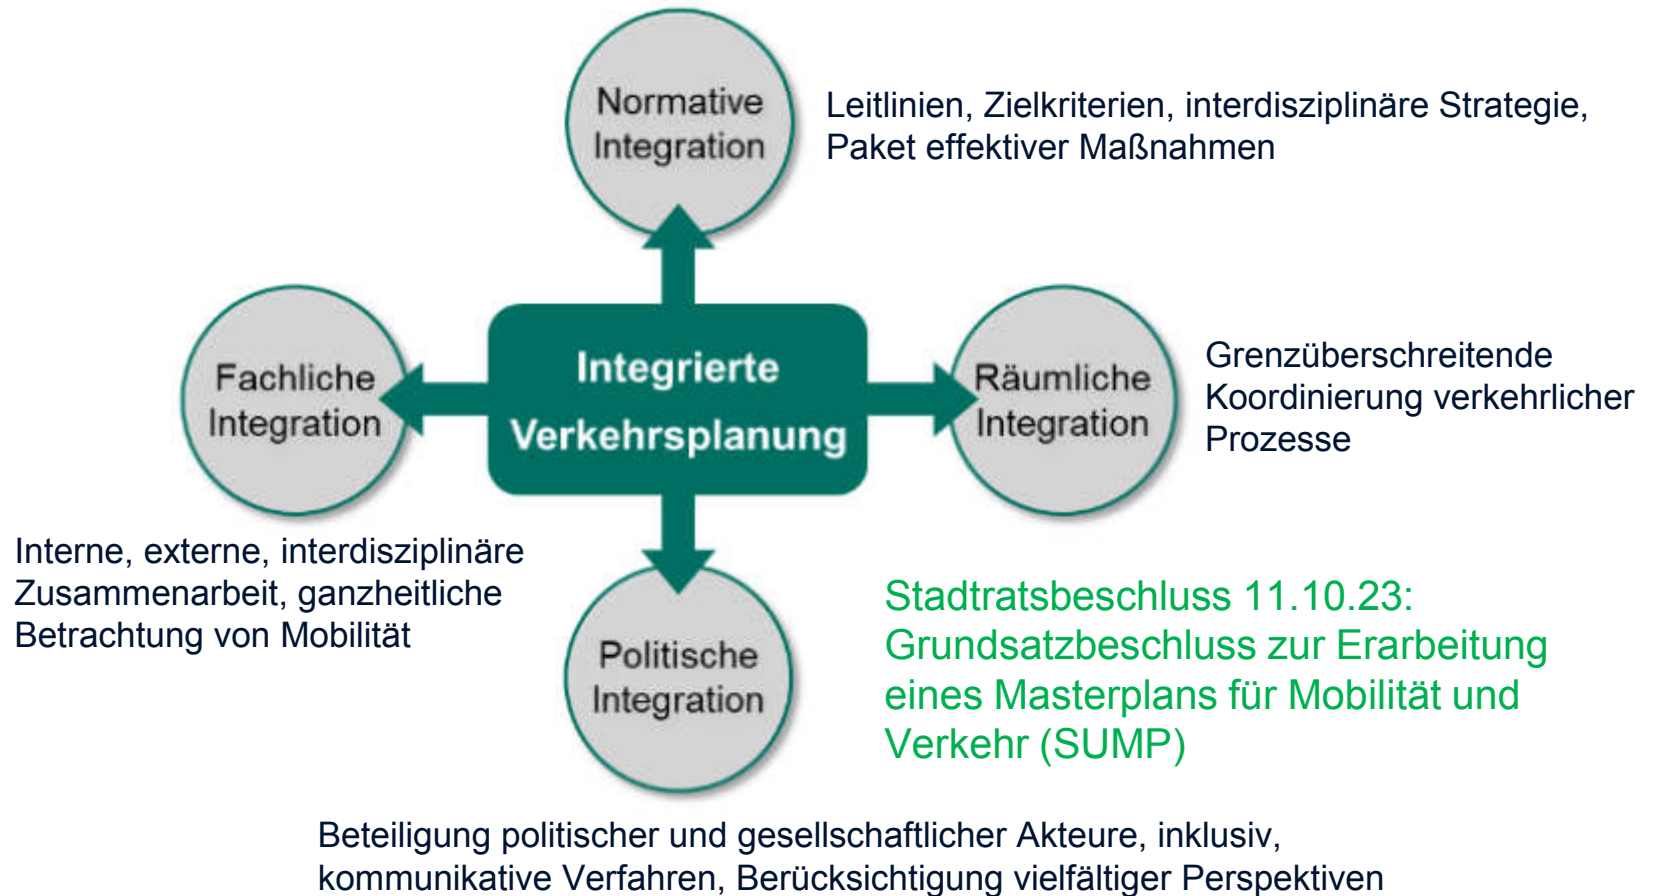 Normative
Integration
Leitlinien, Zielkriterien, interdisziplinäre Strategie,
Paket effektiver Maßnahmen
Fachliche
Integration
Integrierte
Verkehrsplanung
Räumliche
Integration
Grenzüberschreitende
Koordinierung verkehrlicher
Prozesse
Interne, externe, interdisziplinäre
Zusammenarbeit, ganzheitliche
Betrachtung von Mobilität
Politische
Integration
Stadtratsbeschluss 11.10.23:
Grundsatzbeschluss zur Erarbeitung
eines Masterplans für Mobilität und
Verkehr (SUMP)
Beteiligung politischer und gesellschaftlicher Akteure, inklusiv,
kommunikative Verfahren, Berücksichtigung vielfältiger Perspektiven